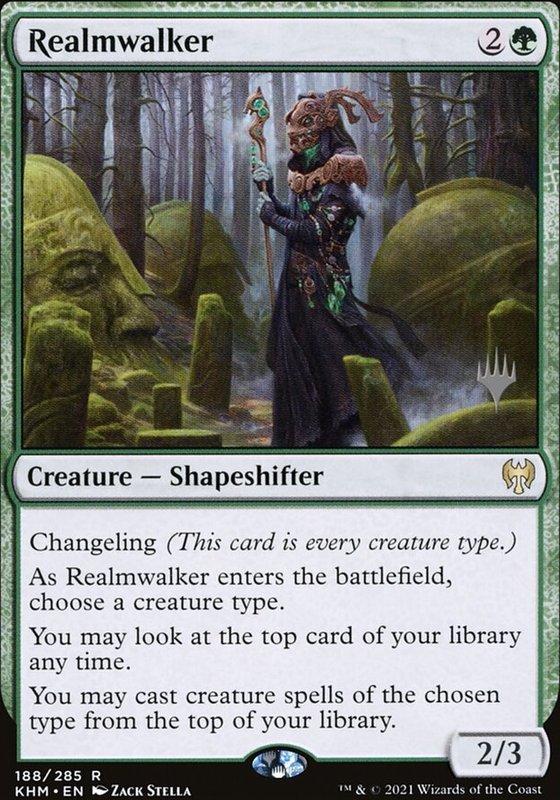 Realmwalker 2
Creature — Shapeshifter
Changeling (This card is every creature type.)
As Realmwalker enters the battlefield,
choose a creature type.
You may look at the top card of your library
any time.
You may cast creature spells of the chosen
type from the top of your library.
2/3
188/285 R
KHM • EN Zack Stella
™ & © 2021 Wizards of the Coast